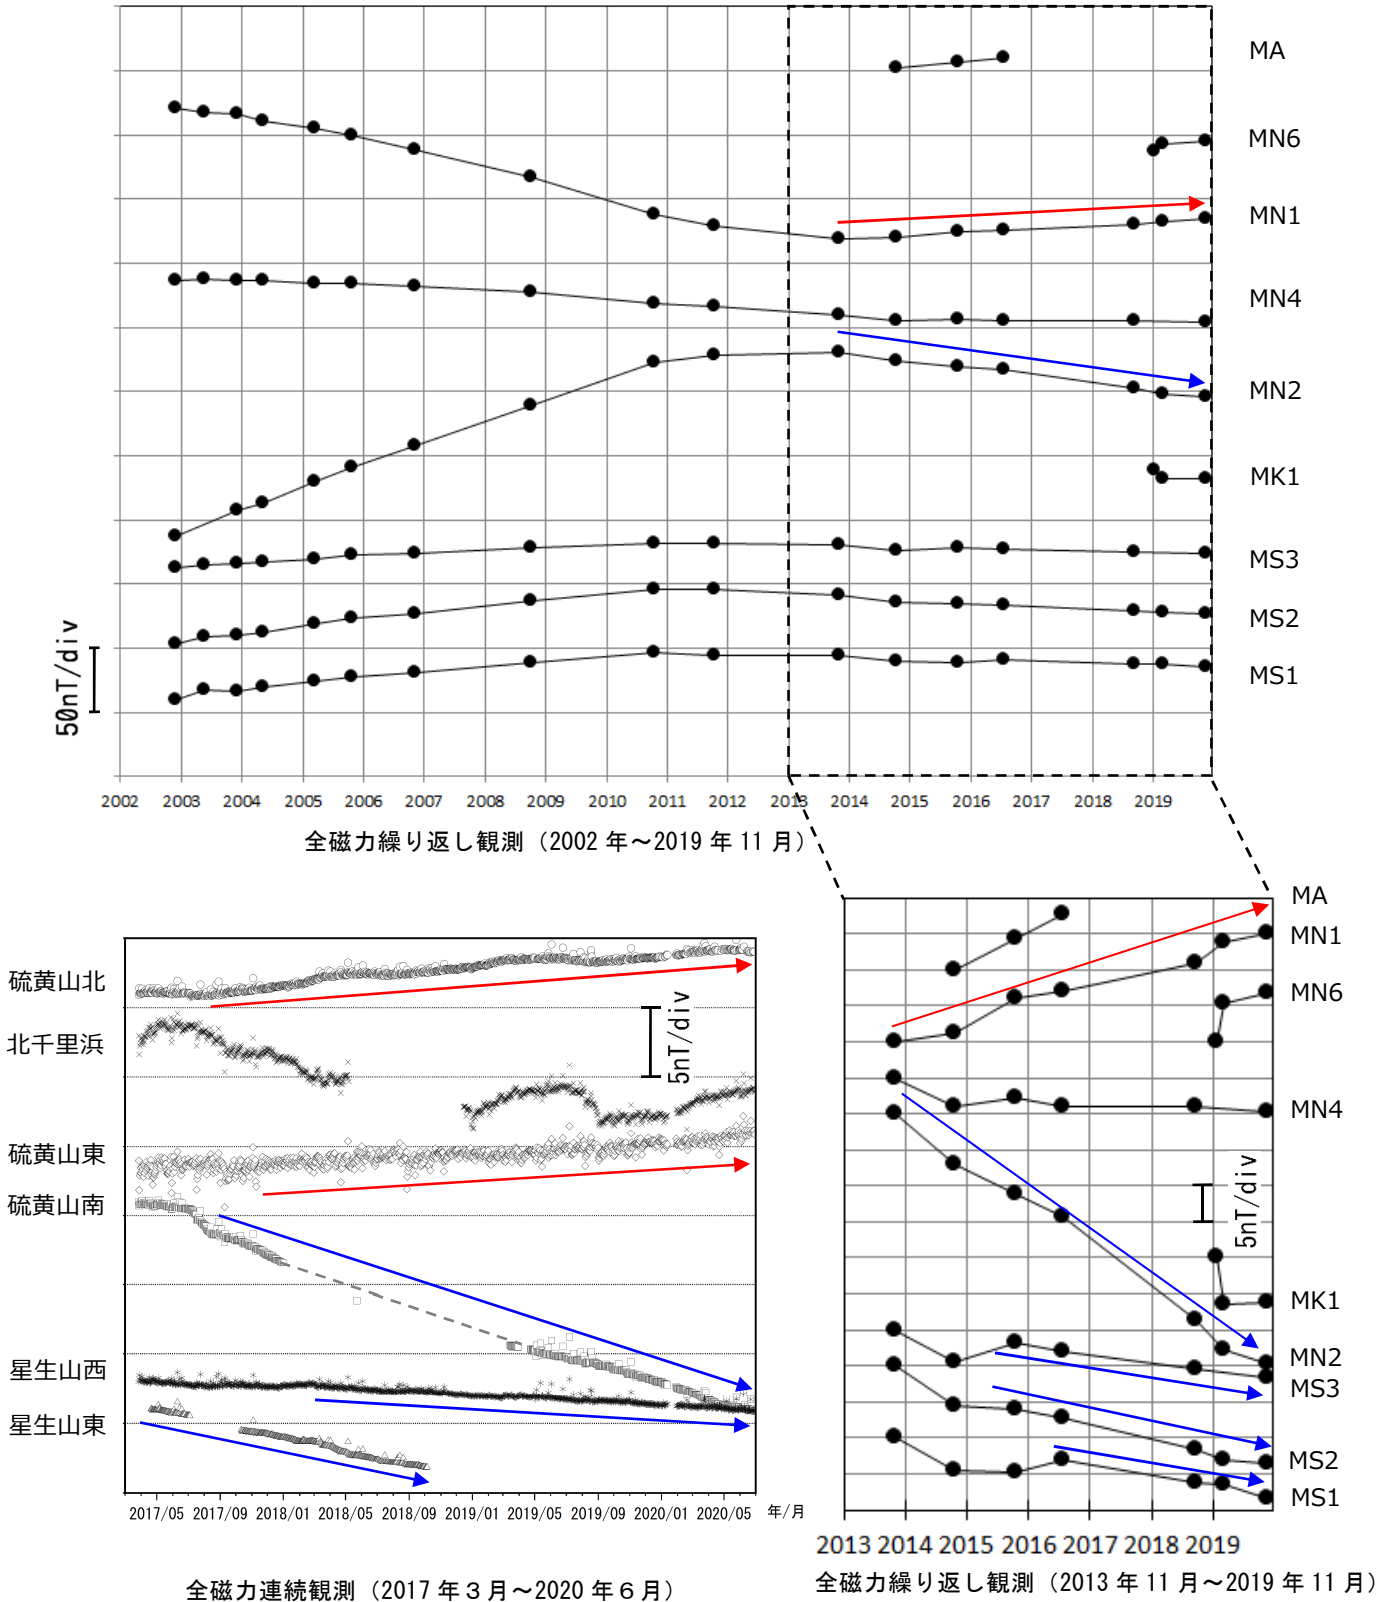 MA
MN6
MN1
MN4
MN2
MK1
MS3
MS2
MS1
50nT/div
2002 2003 2004 2005 2006 2007 2008 2009 2010 2011 2012 2013 2014 2015 2016 2017 2018 2019
全磁力繰り返し観測（2002 年～2019 年 11 月）
硫黄山北
北千里浜
硫黄山東
硫黄山南
星生山西
星生山東
5nT/div
2017/05 2017/09 2018/01 2018/05 2018/09 2019/01 2019/05 2019/09 2020/01 2020/05 年/月
全磁力連続観測（2017 年３月～2020 年６月）
MA
MN1
MN6
MN4
5nT/div
MK1
MN2
MS3
MS2
MS1
2013 2014 2015 2016 2017 2018 2019
全磁力繰り返し観測（2013 年 11 月～2019 年 11 月）